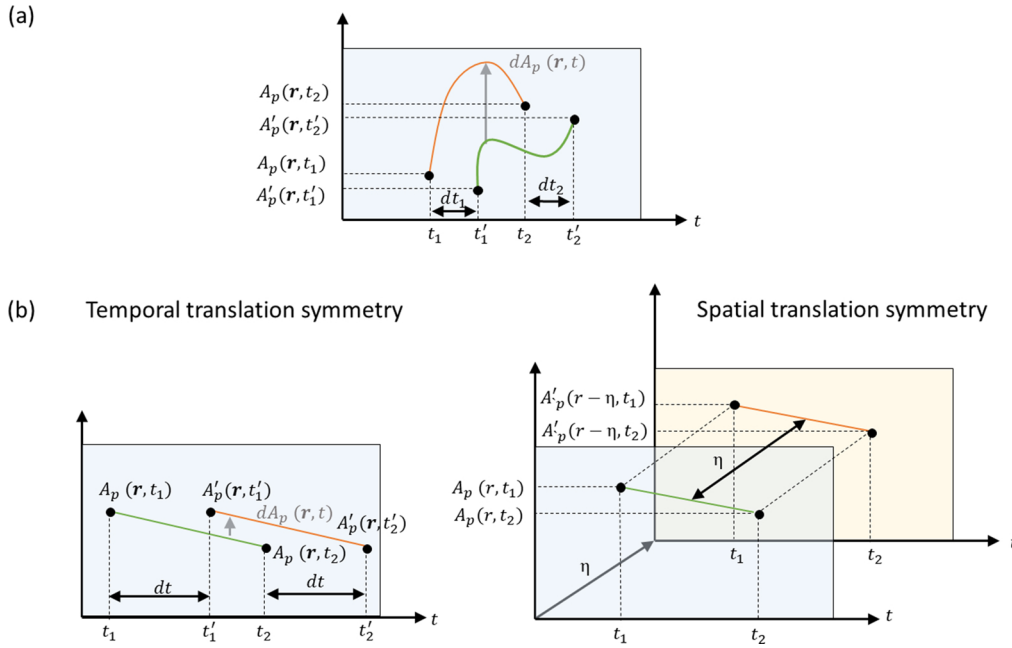 (a)
dA_p (r, t)
A_p(r, t_2)
A′_p(r, t′_2)
A_p(r, t_1)
A′_p(r, t′_1)
dt_1
dt_2
t
t_1
t′_1
t_2
t′_2
(b)
Temporal translation symmetry
A_p (r, t_1)
A′_p(r, t′_1)
dA_p (r, t)
A′_p(r, t′_2)
A_p (r, t_2)
dt
dt
t
t_1
t′_1
t_2
t′_2
Spatial translation symmetry
A′_p(r − η, t_1)
A′_p(r − η, t_2)
η
A_p (r, t_1)
A_p(r, t_2)
t_1
t_2
η
t
t_1
t_2